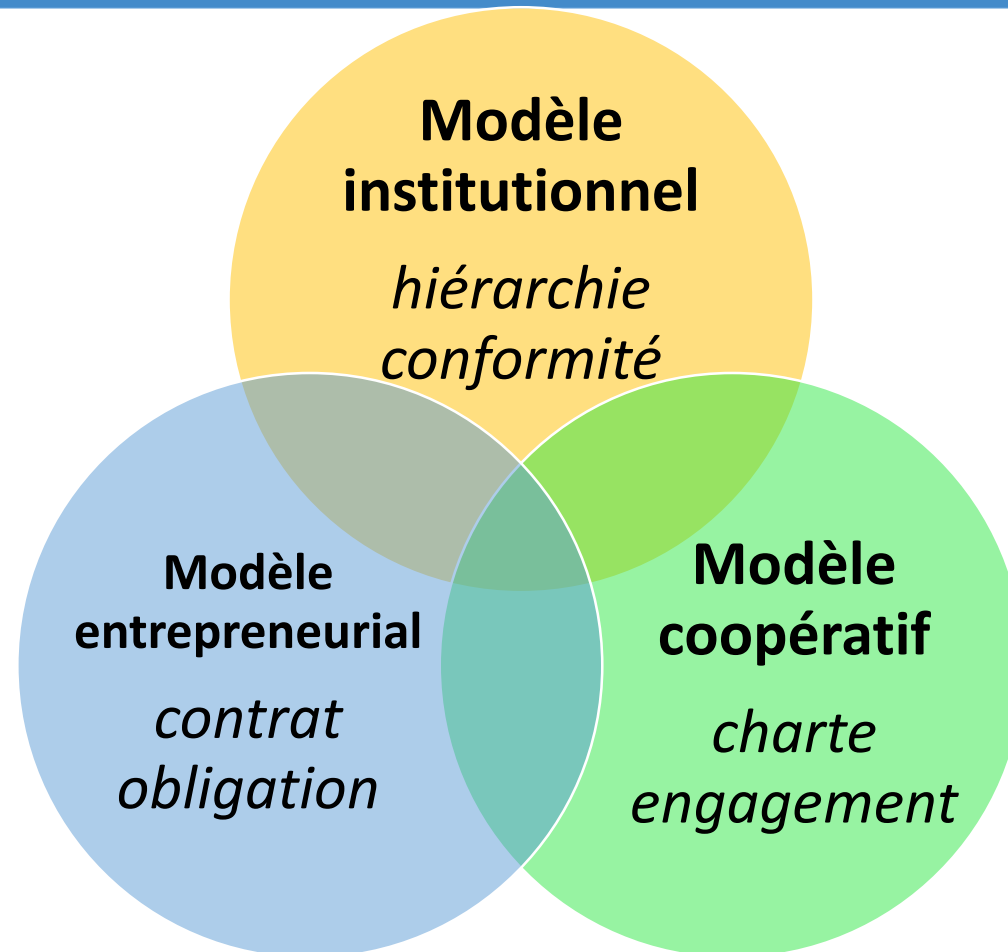 Modèle
institutionnel
hiérarchie
conformité
Modèle
entrepreneurial
contrat
obligation
Modèle
coopératif
charte
engagement